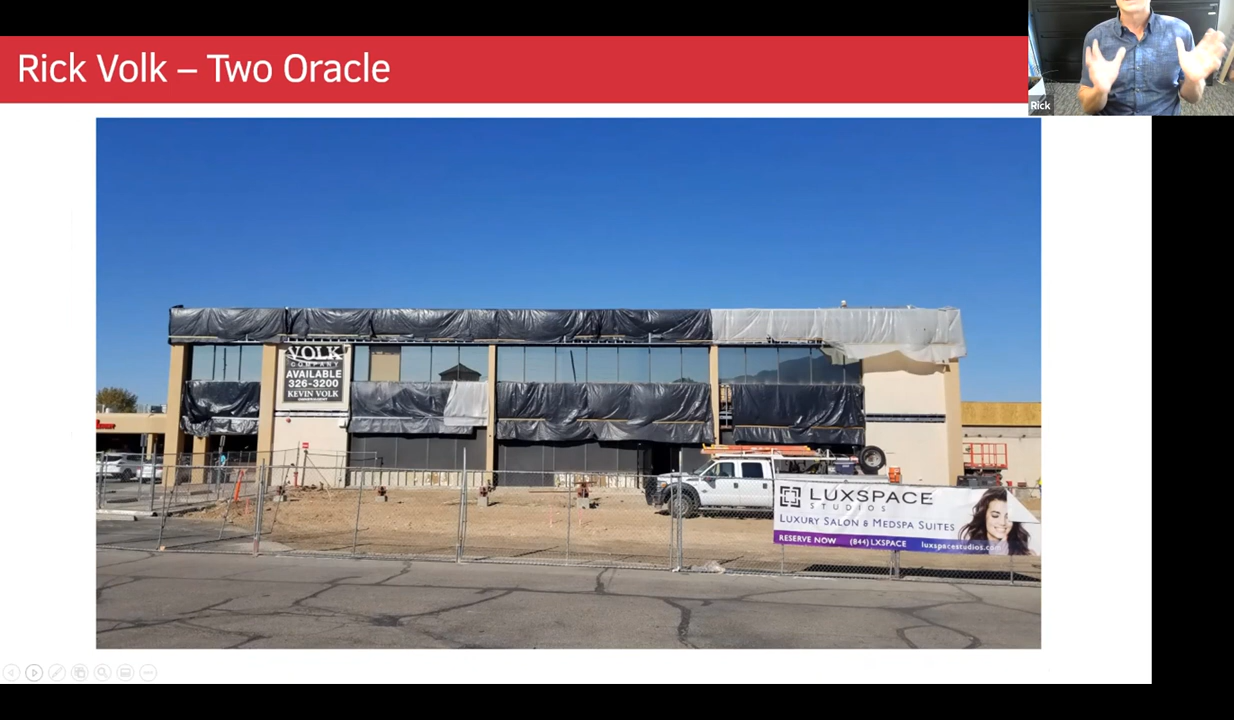 Rick Volk – Two Oracle
Rick
VOLK
COMPANY
AVAILABLE
326-3200
KEVIN VOLK
LUXSPACE
STUDIOS
LUXURY SALON & MEDSPA SUITES
RESERVE NOW (844) LXSPACE luxspacestudios.com